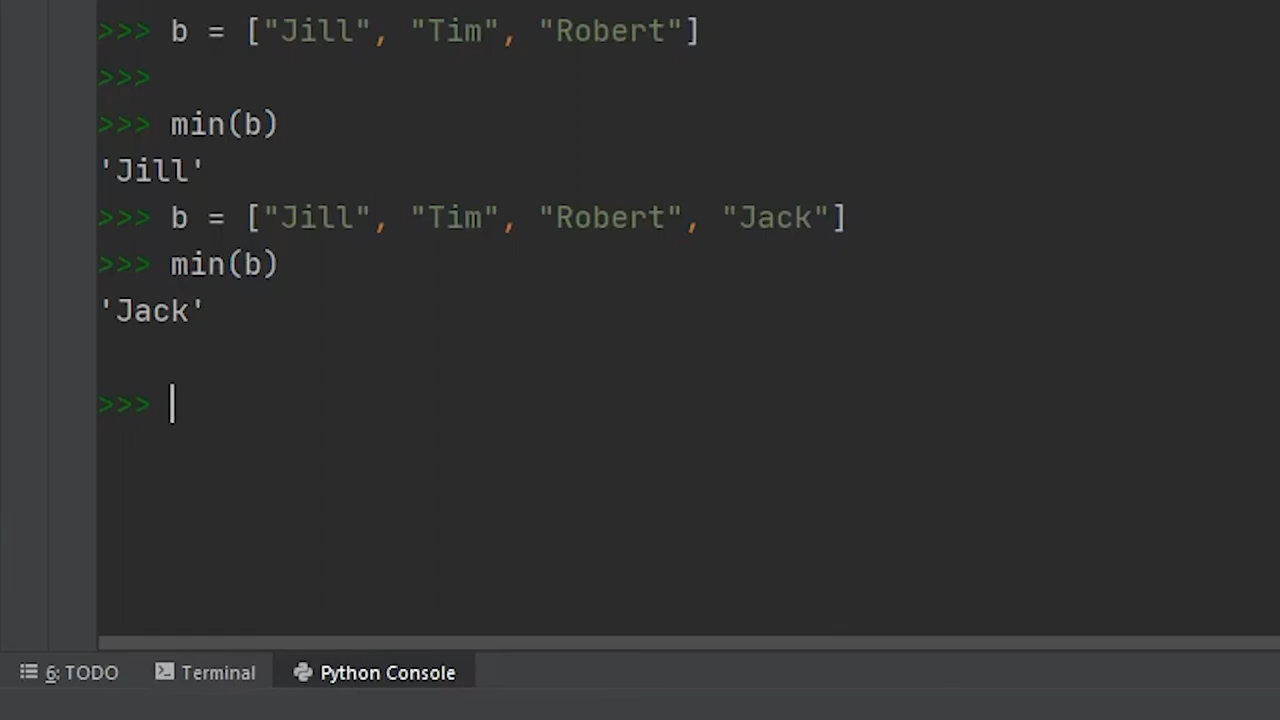 >>> b = ["Jill", "Tim", "Robert"]
>>>
>>> min(b)
'Jill'
>>> b = ["Jill", "Tim", "Robert", "Jack"]
>>> min(b)
'Jack'
>>>
6: TODO Terminal Python Console